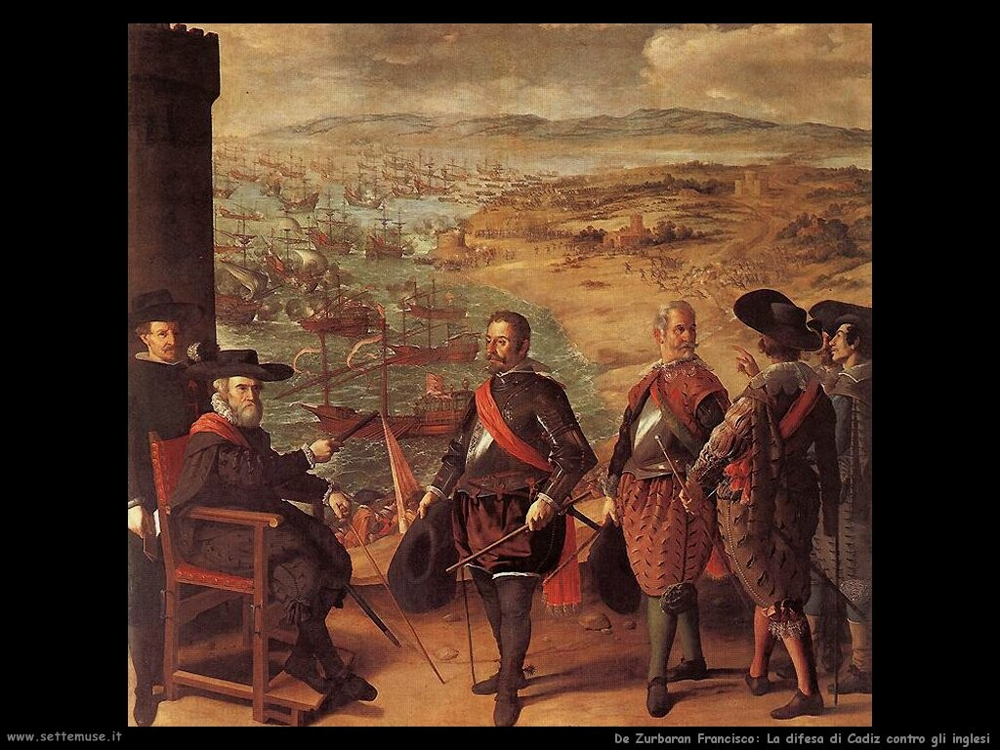 www.settemuse.it
De Zurbaran Francisco: La difesa di Cadiz contro gli inglesi